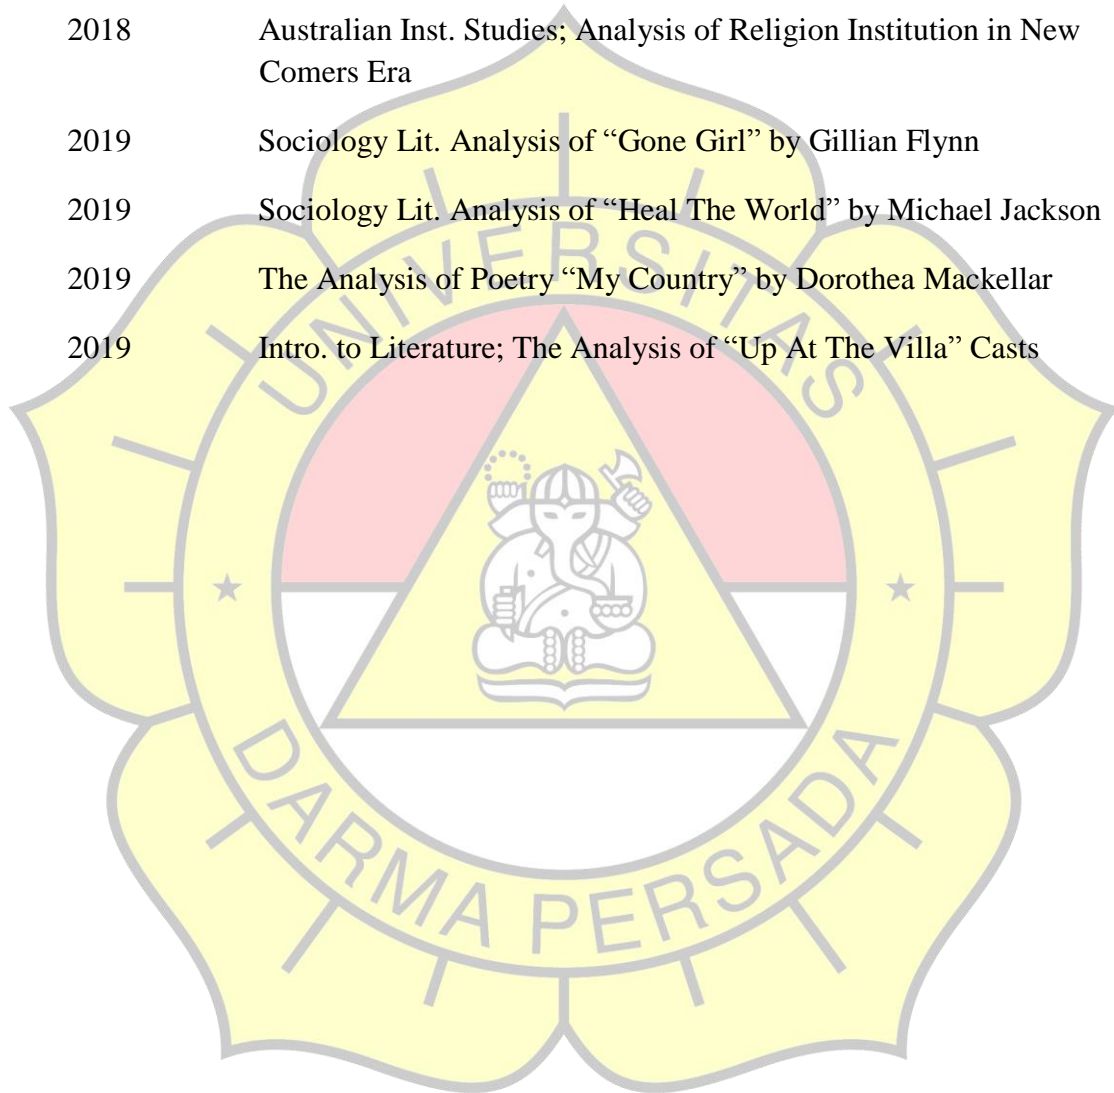 2018 Australian Inst. Studies; Analysis of Religion Institution in New
Comers Era
2019 Sociology Lit. Analysis of “Gone Girl” by Gillian Flynn
2019 Sociology Lit. Analysis of “Heal The World” by Michael Jackson
2019 The Analysis of Poetry “My Country” by Dorothea Mackellar
2019 Intro. to Literature; The Analysis of “Up At The Villa” Casts
UNIVERSITAS
DARMA PERSADA